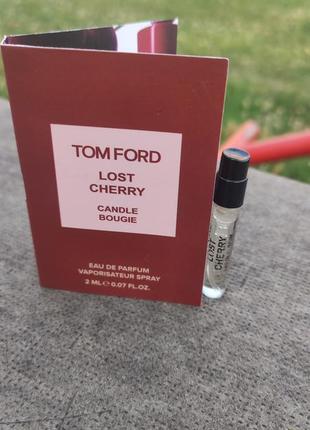 TOM FORD
LOST
CHERRY
CANDLE
BOUGIE
EAU DE PARFUM
VAPORISATEUR SPRAY
2 ML ℮ 0.07 FL.OZ.
LOST
CHERRY